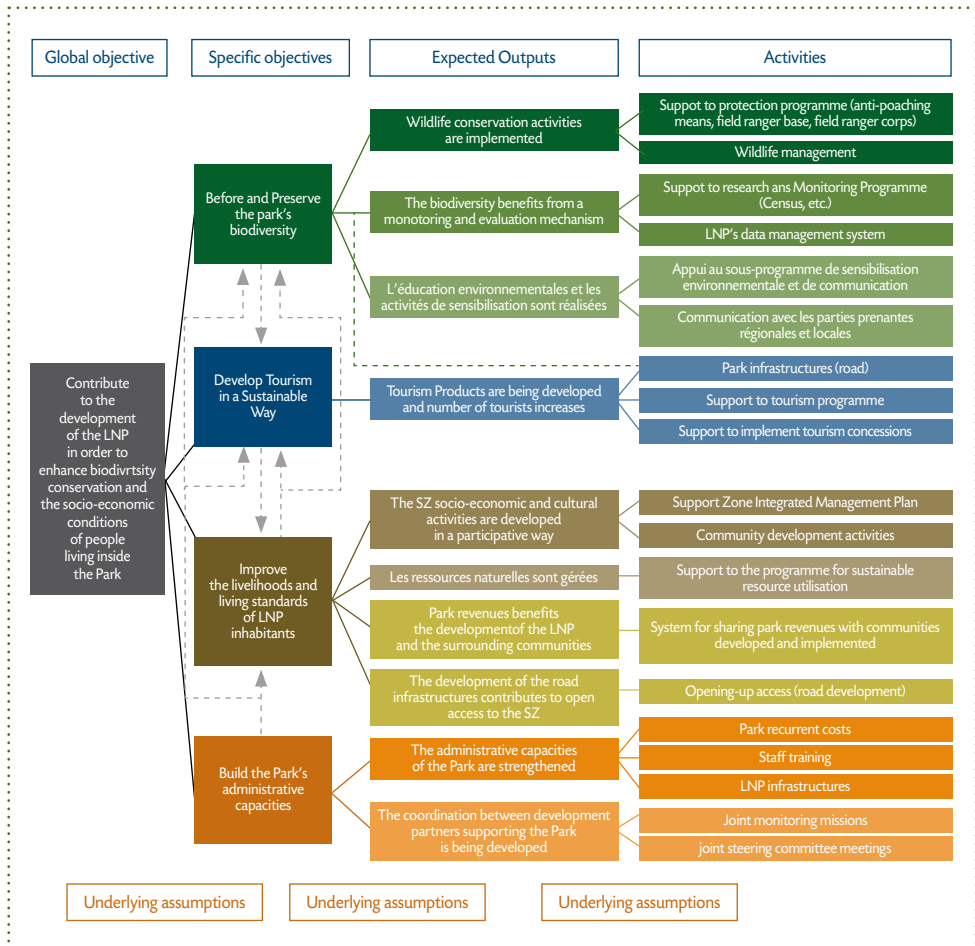 Global objective
Specific objectives
Expected Outputs
Activities
Contribute
to the
development
of the LNP
in order to
enhance biodivrtsity
conservation and
the socio-economic
conditions
of people
living inside
the Park
Before and Preserve
the park's
biodiversity
Wildlife conservation activities
are implemented
Suppot to protection programme (anti-poaching
means, field ranger base, field ranger corps)
Wildlife management
The biodiversity benefits from a
monotoring and evaluation mechanism
Suppot to research ans Monitoring Programme
(Census, etc.)
LNP's data management system
L'éducation environnementales et les
activités de sensibilisation sont réalisées
Appui au sous-programme de sensibilisation
environnementale et de communication
Communication avec les parties prenantes
régionales et locales
Develop Tourism
in a Sustainable
Way
Tourism Products are being developed
and number of tourists increases
Park infrastructures (road)
Support to tourism programme
Support to implement tourism concessions
Improve
the livelihoods and
living standards
of LNP
inhabitants
The SZ socio-economic and cultural
activities are developed
in a participative way
Support Zone Integrated Management Plan
Community development activities
Les ressources naturelles sont gérées
Support to the programme for sustainable
resource utilisation
Park revenues benefits
the developmentof the LNP
and the surrounding communities
System for sharing park revenues with communities
developed and implemented
The development of the road
infrastructures contributes to open
access to the SZ
Opening-up access (road development)
Build the Park's
administrative
capacities
The administrative capacities
of the Park are strengthened
Park recurrent costs
Staff training
LNP infrastructures
The coordination between development
partners supporting the Park
is being developed
Joint monitoring missions
joint steering committee meetings
Underlying assumptions
Underlying assumptions
Underlying assumptions